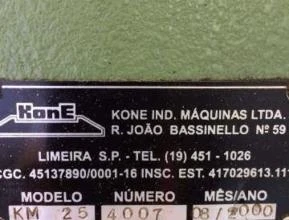 KonE
KONE IND. MÁQUINAS LTDA.
R. JOÃO BASSINELLO Nº 59
LIMEIRA S.P. - TEL. (19) 451 - 1026
CGC. 45137890/0001-16 INSC. EST. 417029613.111
MODELO NÚMERO MÊS/ANO
KM 25 4007 08/2000